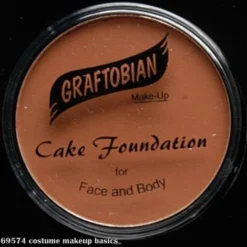 GRAFTOBIAN
Make-Up
Cake Foundation
for
Face and Body
69574 costume makeup basics